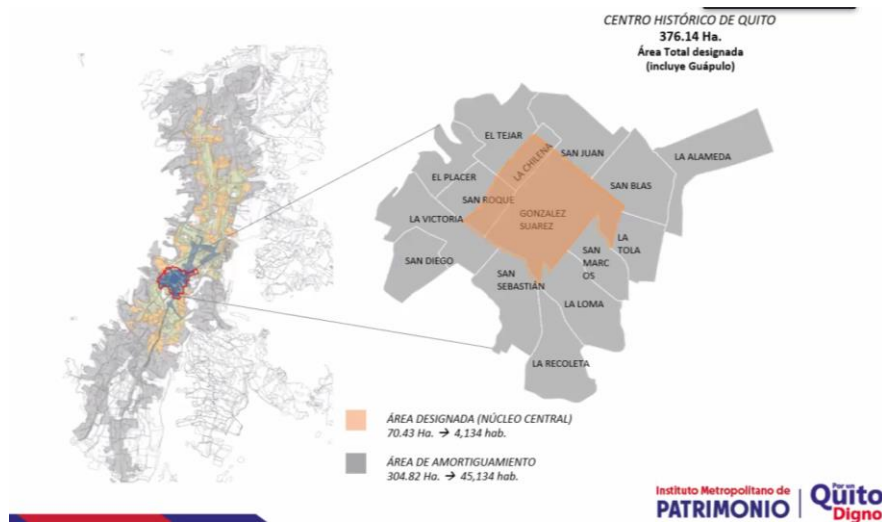 CENTRO HISTÓRICO DE QUITO
376.14 Ha.
Área Total designada
(incluye Guápulo)
EL TEJAR
LA CHILENA
SAN JUAN
LA ALAMEDA
EL PLACER
SAN BLAS
SAN ROQUE
LA VICTORIA
GONZALEZ
SUAREZ
SAN DIEGO
SAN
MARC
OS
LA
TOLA
SAN
SEBASTIÁN
LA LOMA
LA RECOLETA
ÁREA DESIGNADA (NÚCLEO CENTRAL)
70.43 Ha. → 4,134 hab.
ÁREA DE AMORTIGUAMIENTO
304.82 Ha. → 45,134 hab.
Instituto Metropolitano de
PATRIMONIO
Por un
Quito
Digno